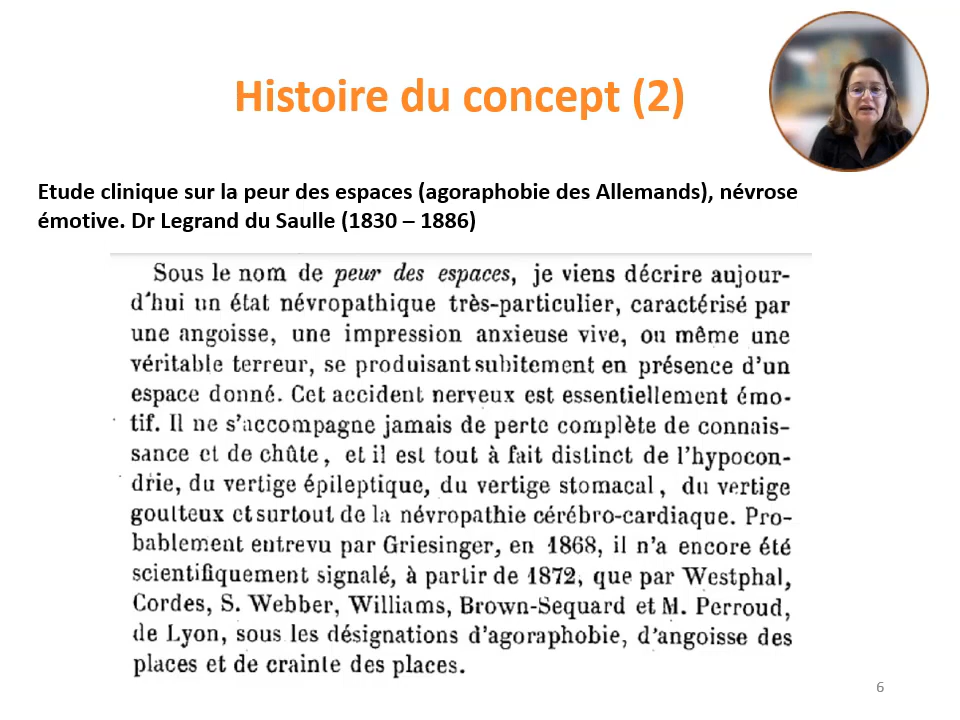 Histoire du concept (2)
Etude clinique sur la peur des espaces (agoraphobie des Allemands), névrose
émotive. Dr Legrand du Saulle (1830 – 1886)
Sous le nom de peur des espaces, je viens décrire aujour-
d'hui un état névropathique très-particulier, caractérisé par
une angoisse, une impression anxieuse vive, ou même une
véritable terreur, se produisant subitement en présence d'un
espace donné. Cet accident nerveux est essentiellement émo-
tif. Il ne s'accompagne jamais de perte complète de connais-
sance et de chûte, et il est tout à fait distinct de l'hypocon-
drie, du vertige épileptique, du vertige stomacal, du vertige
goutteux et surtout de la névropathie cérébro-cardiaque. Pro-
bablement entrevu par Griesinger, en 1868, il n'a encore été
scientifiquement signalé, à partir de 1872, que par Westphal,
Cordes, S. Webber, Williams, Brown-Sequard et M. Perroud,
de Lyon, sous les désignations d'agoraphobie, d'angoisse des
places et de crainte des places.
6